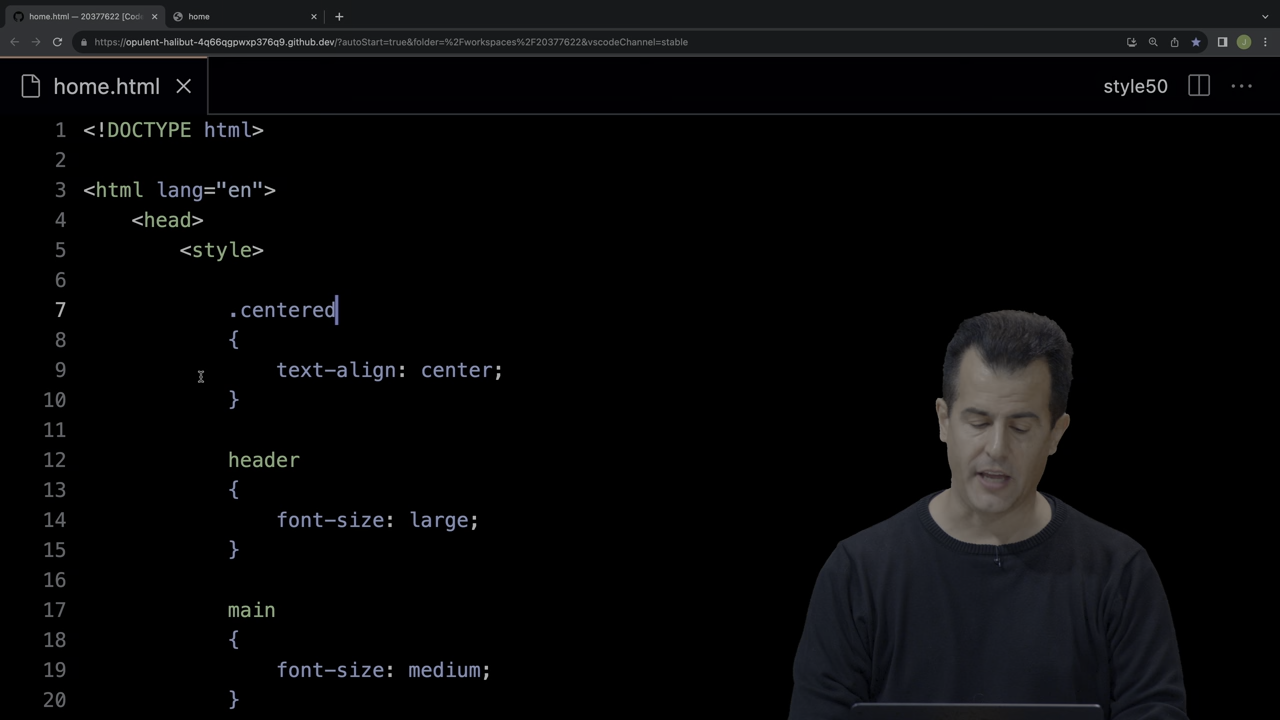 home.html — 20377622 [Code
home
https://opulent-halibut-4q66qgpwxp376q9.github.dev/?autoStart=true&folder=%2Fworkspaces%2F20377622&vscodeChannel=stable
J
home.html
style50
1 <!DOCTYPE html>
2
3 <html lang="en">
4 <head>
5 <style>
6
7 .centered
8 {
9 text-align: center;
10 }
11
12 header
13 {
14 font-size: large;
15 }
16
17 main
18 {
19 font-size: medium;
20 }